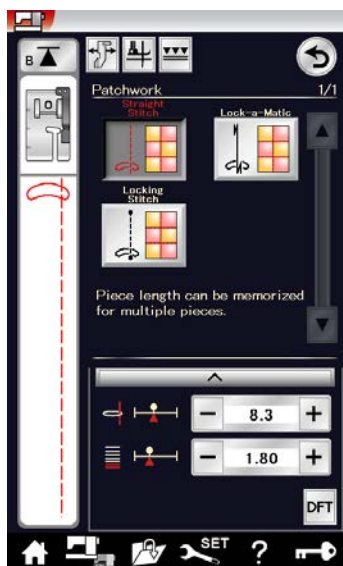 B
Patchwork 1/1
Straight Stitch
Lock-a-Matic
Locking Stitch
Piece length can be memorized
for multiple pieces.
8.3
1.80
DFT
SET
?